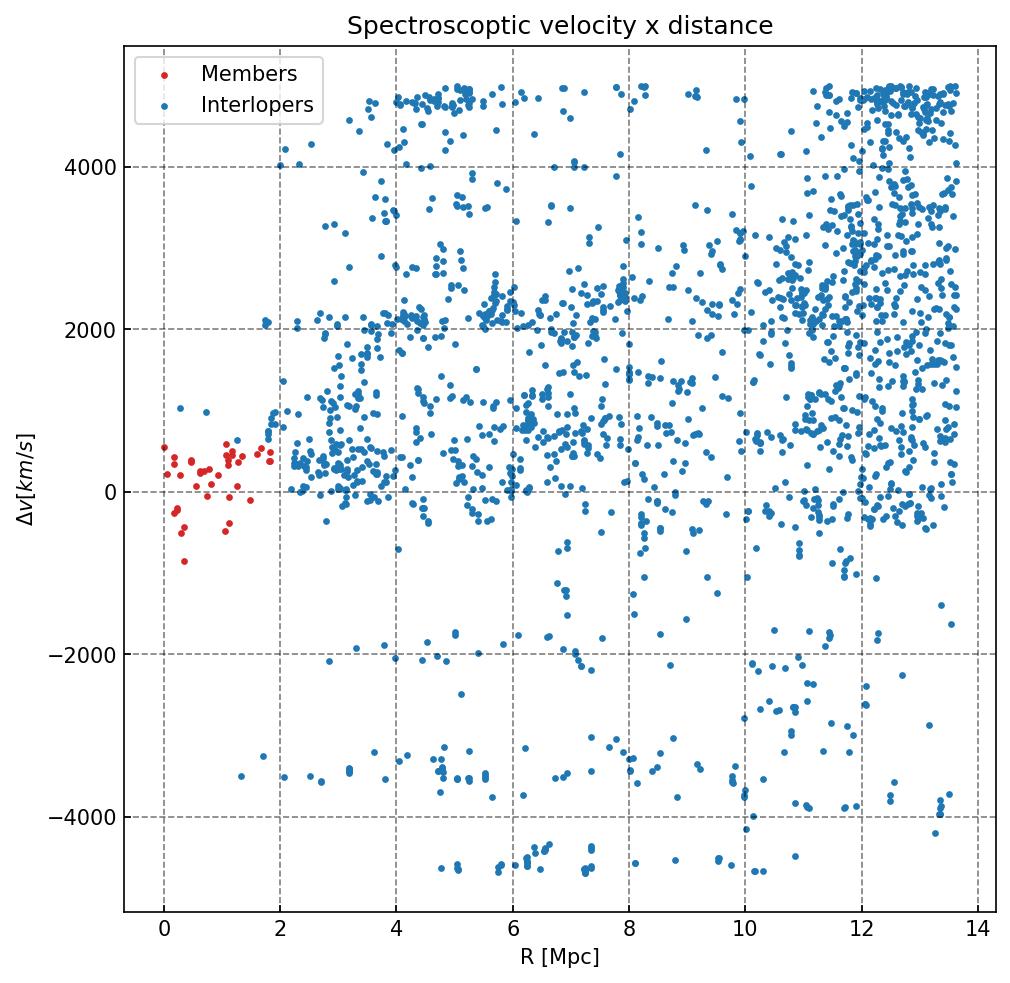 Spectroscoptic velocity x distance
Members
Interlopers
4000
2000
0
−2000
−4000
Δv[km/s]
0 2 4 6 8 10 12 14
R [Mpc]